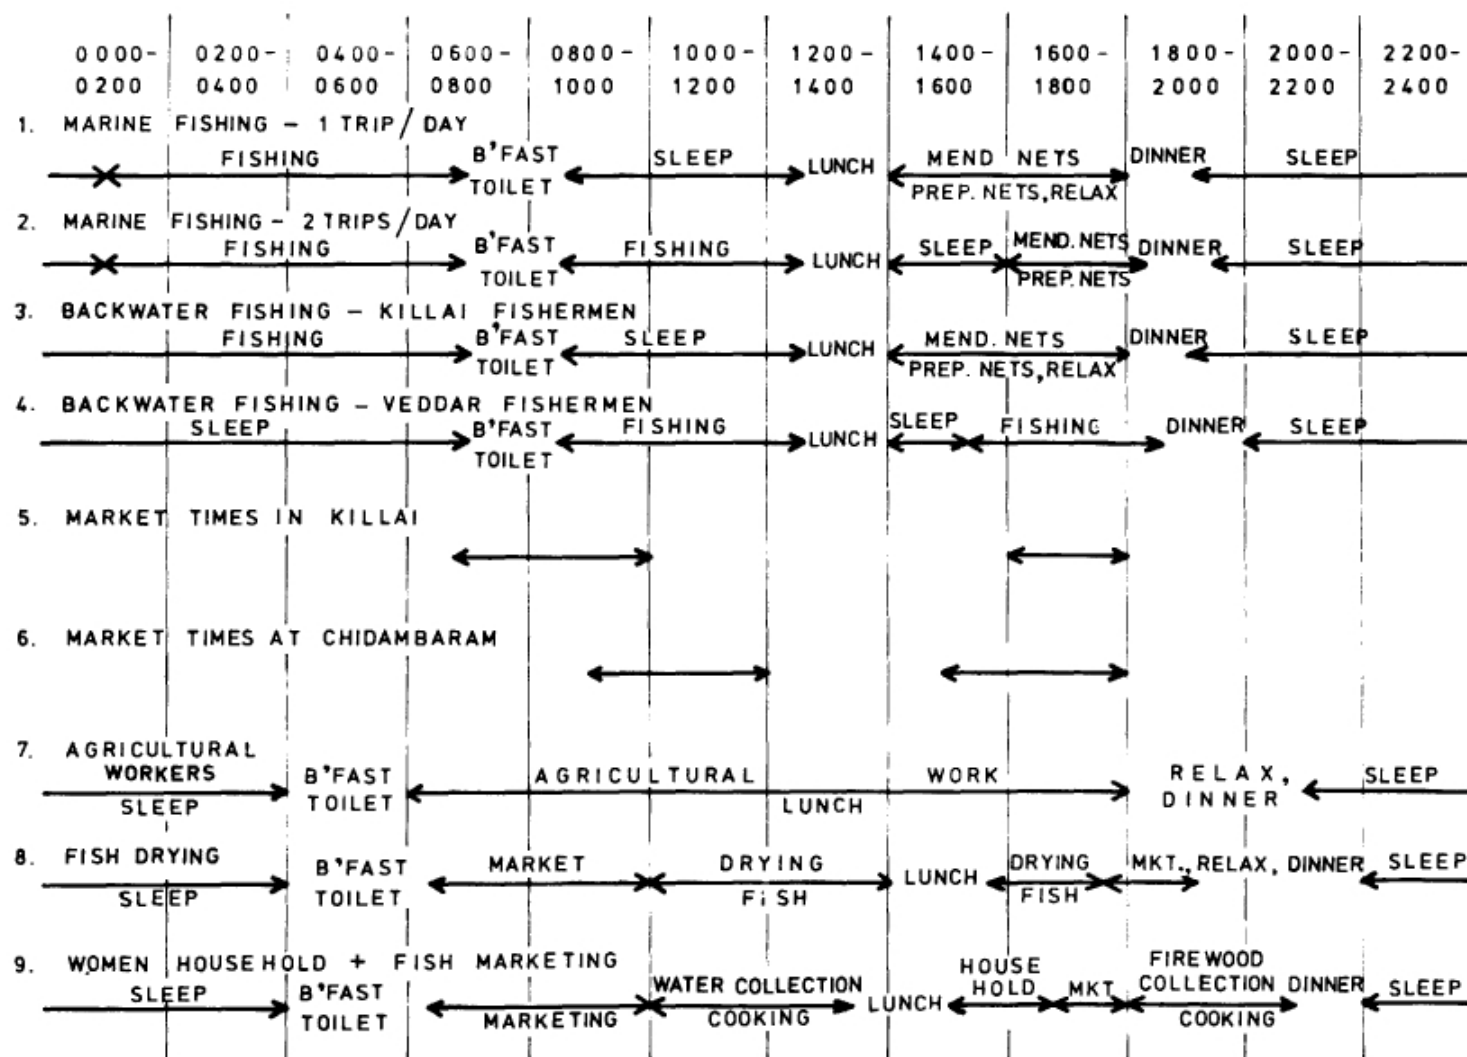 0000- 0200- 0400- 0600- 0800- 1000- 1200- 1400- 1600- 1800- 2000- 2200-
0200 0400 0600 0800 1000 1200 1400 1600 1800 2000 2200 2400
1. MARINE FISHING - 1 TRIP/DAY
FISHING B'FAST SLEEP LUNCH MEND NETS DINNER SLEEP
TOILET PREP. NETS, RELAX
2. MARINE FISHING - 2 TRIPS/DAY
FISHING B'FAST FISHING LUNCH SLEEP MEND. NETS DINNER SLEEP
TOILET PREP. NETS
3. BACKWATER FISHING - KILLAI FISHERMEN
FISHING B'FAST SLEEP LUNCH MEND. NETS DINNER SLEEP
TOILET PREP. NETS, RELAX
4. BACKWATER FISHING - VEDDAR FISHERMEN
SLEEP B'FAST FISHING LUNCH SLEEP FISHING DINNER SLEEP
TOILET
5. MARKET TIMES IN KILLAI
6. MARKET TIMES AT CHIDAMBARAM
7. AGRICULTURAL
WORKERS B'FAST AGRICULTURAL WORK RELAX, SLEEP
SLEEP TOILET LUNCH DINNER
8. FISH DRYING B'FAST MARKET DRYING LUNCH DRYING MKT., RELAX, DINNER SLEEP
SLEEP TOILET FISH FISH
9. WOMEN HOUSEHOLD + FISH MARKETING
SLEEP B'FAST WATER COLLECTION LUNCH HOUSE HOLD MKT FIREWOOD COLLECTION DINNER SLEEP
TOILET MARKETING COOKING COOKING